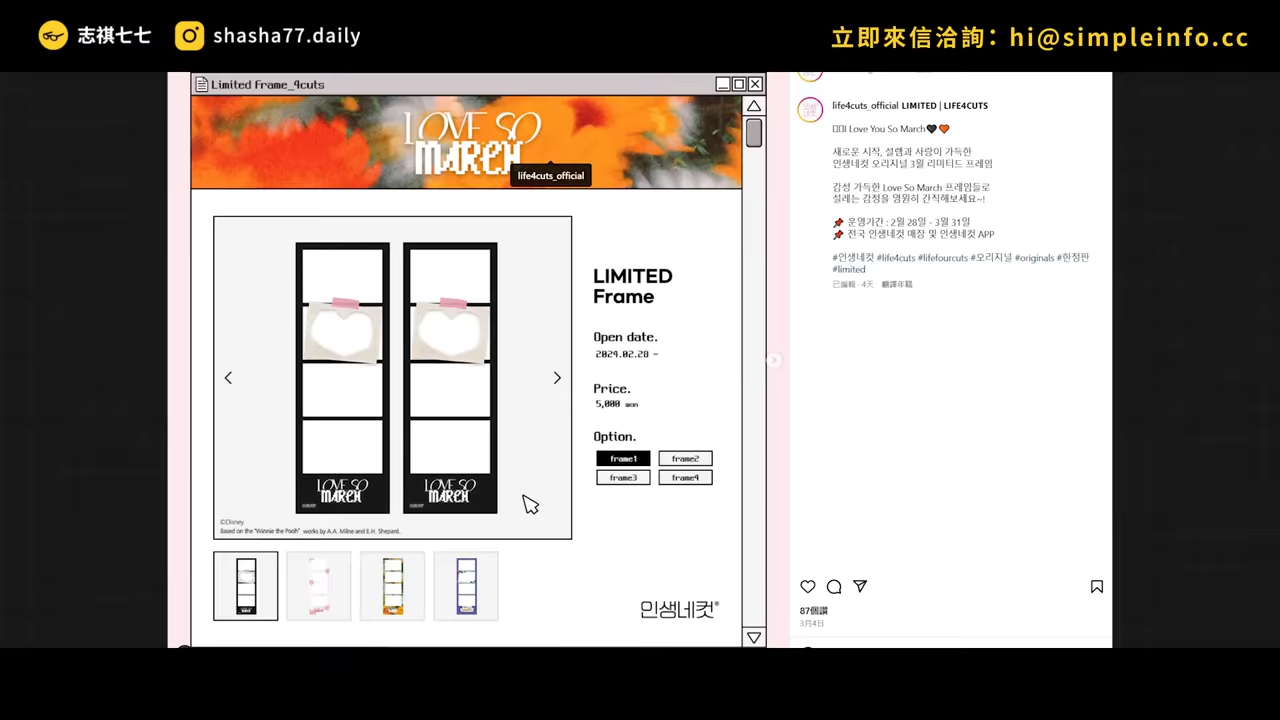 志祺七七
shasha77.daily
立即來信洽詢：hi@simpleinfo.cc
Limited Frame_4cuts
LOVE SO
MARCH
life4cuts_official
LIMITED
Frame
Open date.
2024.02.28 -
Price.
5,000 won
Option.
frame1
frame2
frame3
frame4
LOVE SO
MARCH
LOVE SO
MARCH
©Disney
Based on the "Winnie the Pooh" works by A.A. Milne and E.H. Shepard.
인생네컷
life4cuts_official LIMITED | LIFE4CUTS
I Love You So March🖤🧡
새로운 시작, 설렘과 사랑이 가득한
인생네컷 오리지널 3월 리미티드 프레임
감성 가득한 Love So March 프레임들로
설레는 감정을 영원히 간직해보세요~!
📌 운영기간 : 2월 28일 - 3월 31일
📌 전국 인생네컷 매장 및 인생네컷 APP
#인생네컷 #life4cuts #lifefourcuts #오리지널 #originals #한정판
#limited
已編輯 · 4天 翻譯年糕
87個讚
3月4日